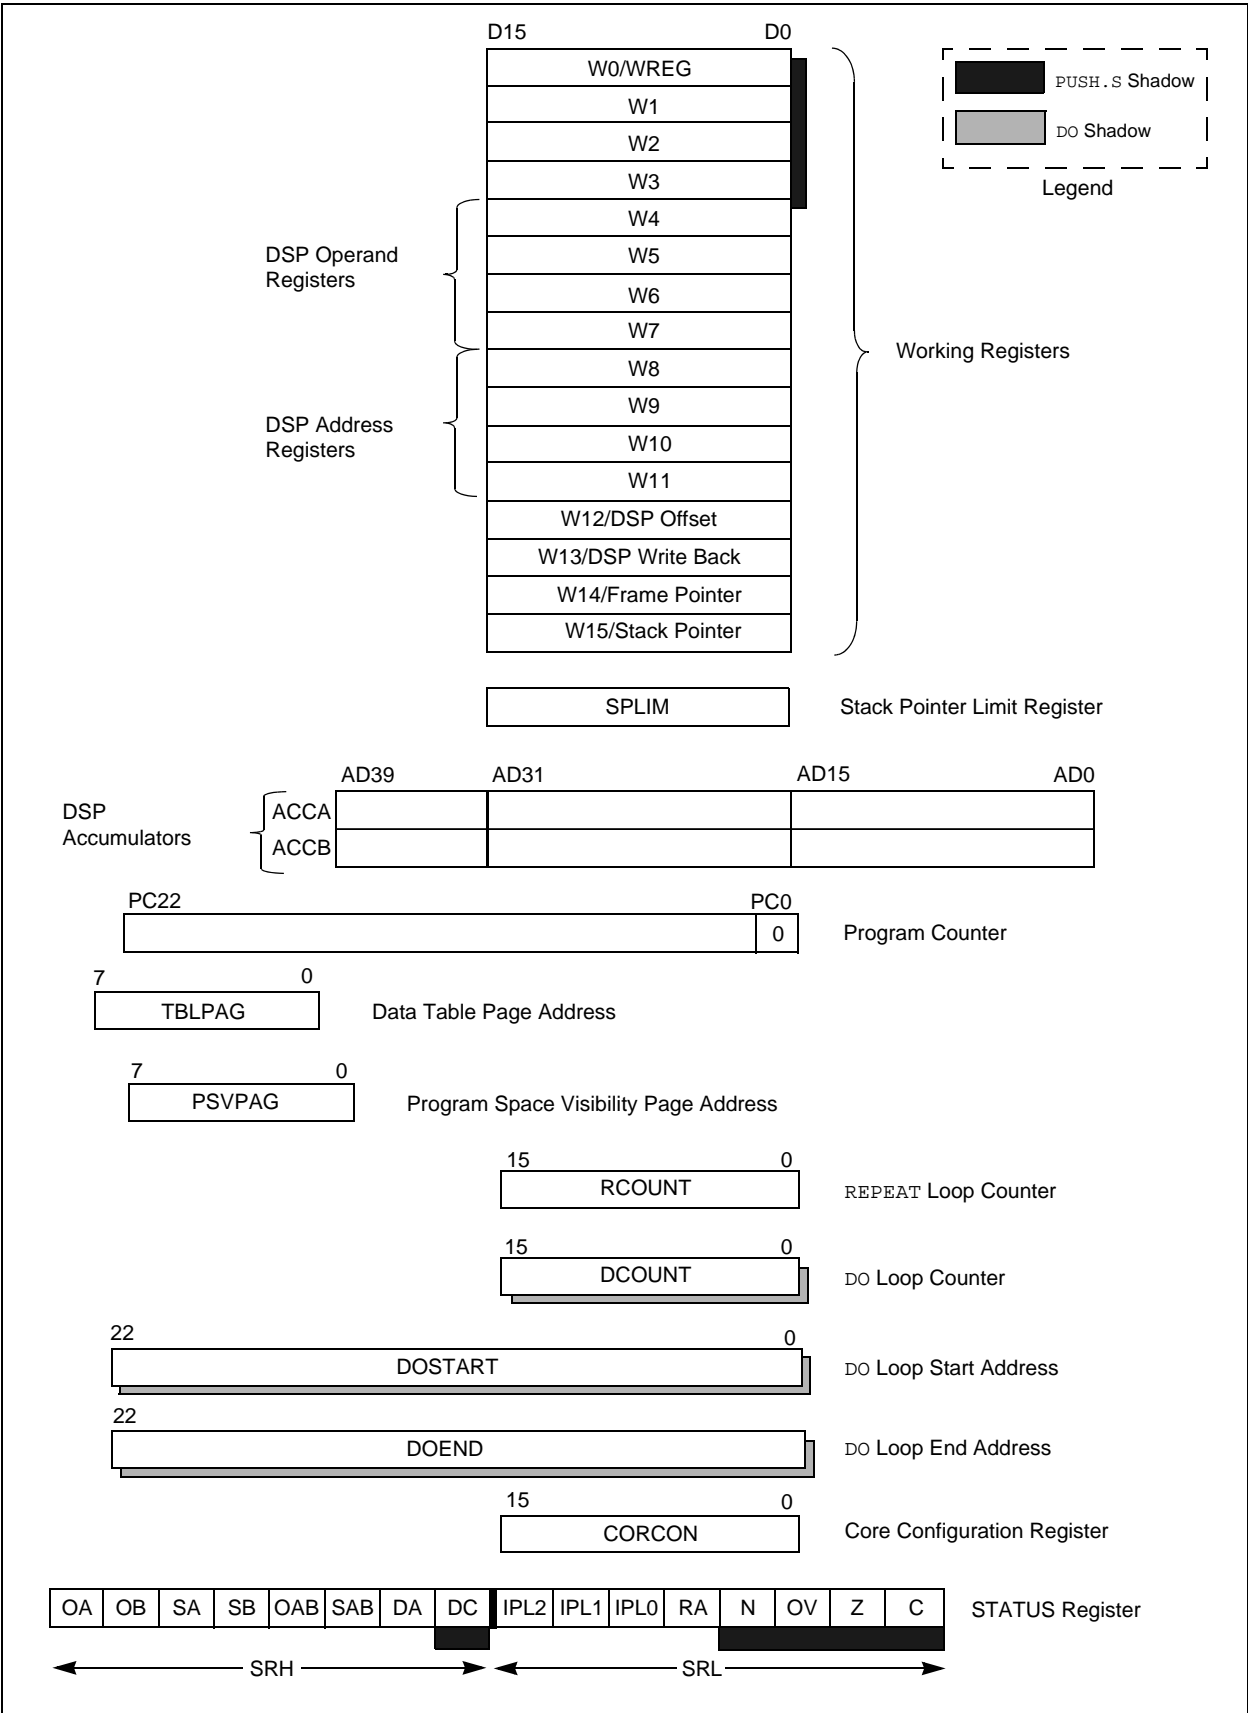 D15 D0
W0/WREG
PUSH.S Shadow
W1
DO Shadow
W2
W3
Legend
W4
DSP Operand
Registers
W5
W6
W7
Working Registers
W8
W9
DSP Address
Registers
W10
W11
W12/DSP Offset
W13/DSP Write Back
W14/Frame Pointer
W15/Stack Pointer
SPLIM Stack Pointer Limit Register
AD39 AD31 AD15 AD0
DSP
Accumulators
ACCA
ACCB
PC22 PC0
0 Program Counter
7 0
TBLPAG Data Table Page Address
7 0
PSVPAG Program Space Visibility Page Address
15 0
RCOUNT REPEAT Loop Counter
15 0
DCOUNT DO Loop Counter
22 0
DOSTART DO Loop Start Address
22
DOEND DO Loop End Address
15 0
CORCON Core Configuration Register
OA OB SA SB OAB SAB DA DC IPL2 IPL1 IPL0 RA N OV Z C STATUS Register
SRH SRL